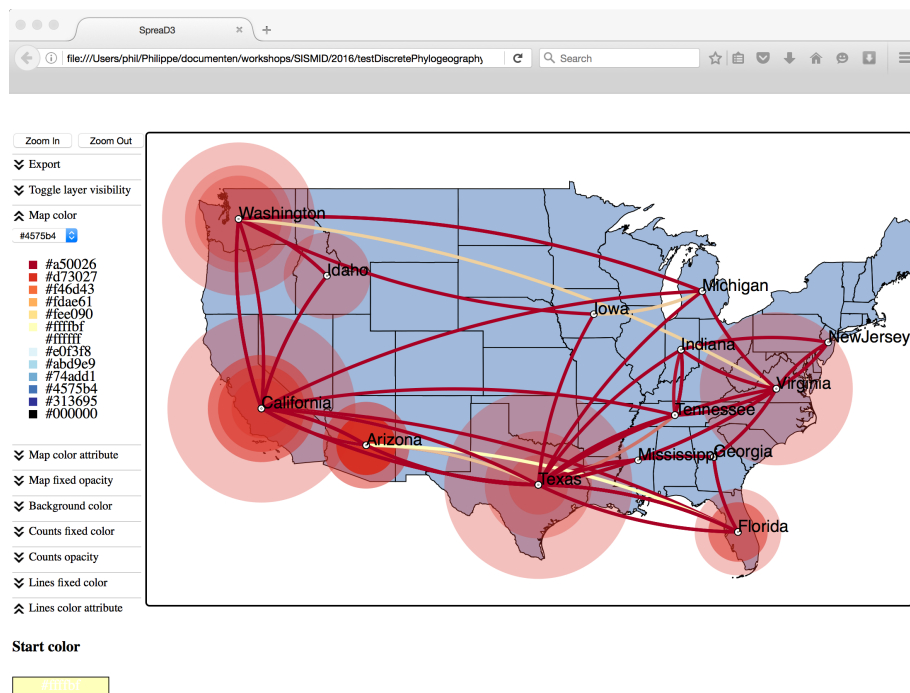 SpreaD3
file:///Users/phil/Philippe/documenten/workshops/SISMID/2016/testDiscretePhylogeography
Search
Zoom In
Zoom Out
Export
Toggle layer visibility
Map color
#4575b4
#a50026
#d73027
#f46d43
#fdae61
#fee090
#ffffbf
#ffffff
#e0f3f8
#abd9e9
#74add1
#4575b4
#313695
#000000
Map color attribute
Map fixed opacity
Background color
Counts fixed color
Counts opacity
Lines fixed color
Lines color attribute
Start color
Washington
Idaho
Michigan
Iowa
NewJersey
Indiana
Virginia
California
Tennessee
Arizona
Mississippi
Georgia
Texas
Florida